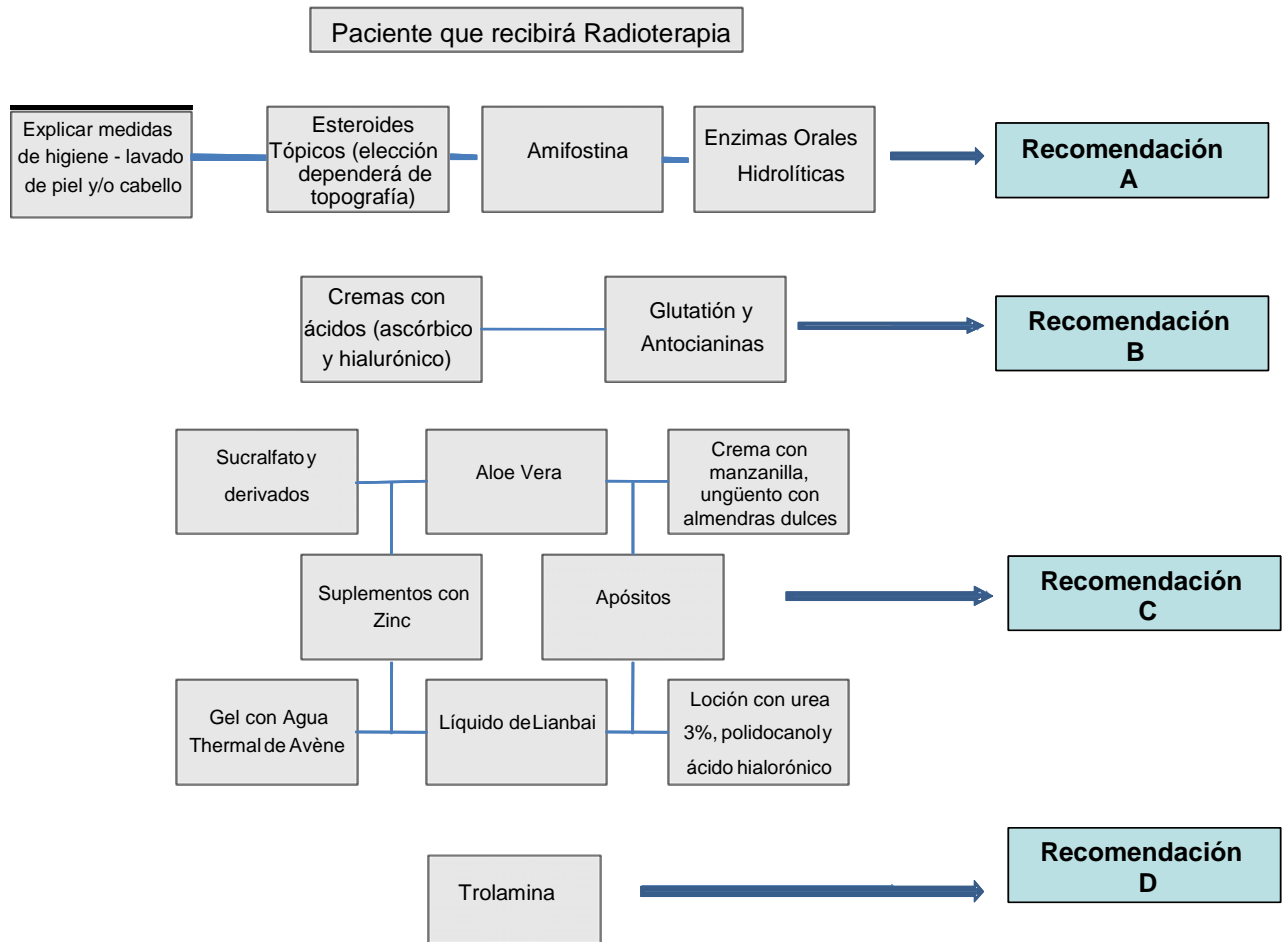 Paciente que recibirá Radioterapia
Explicar medidas
de higiene - lavado
de piel y/o cabello
Esteroides
Tópicos (elección
dependerá de
topografía)
Amifostina
Enzimas Orales
Hidrolíticas
Recomendación
A
Cremas con
ácidos (ascórbico
y hialurónico)
Glutatión y
Antocianinas
Recomendación
B
Sucralfato y
derivados
Aloe Vera
Crema con
manzanilla,
ungüento con
almendras dulces
Suplementos con
Zinc
Apósitos
Recomendación
C
Gel con Agua
Thermal de Avène
Líquido de Lianbai
Loción con urea
3%, polidocanol y
ácido hialorónico
Trolamina
Recomendación
D